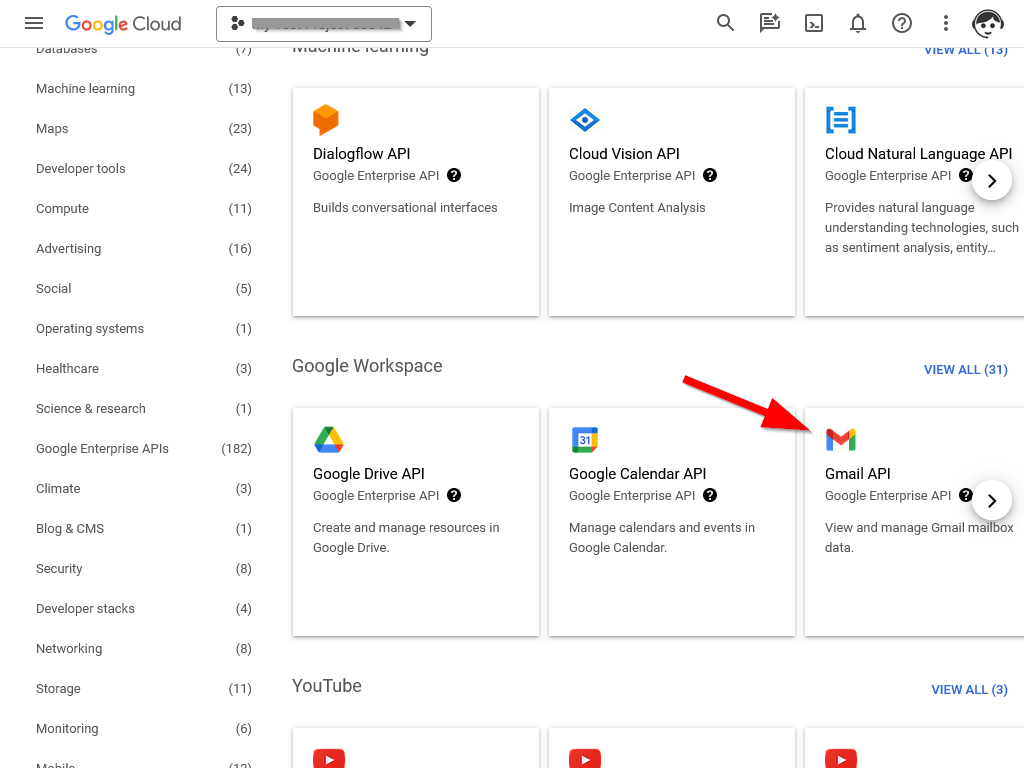 Google Cloud
Databases (7)
Machine learning (13)
Maps (23)
Developer tools (24)
Compute (11)
Advertising (16)
Social (5)
Operating systems (1)
Healthcare (3)
Science & research (1)
Google Enterprise APIs (182)
Climate (3)
Blog & CMS (1)
Security (8)
Developer stacks (4)
Networking (8)
Storage (11)
Monitoring (6)
Mobile (13)
Machine learning
VIEW ALL (13)
Dialogflow API
Google Enterprise API ?
Builds conversational interfaces
Cloud Vision API
Google Enterprise API ?
Image Content Analysis
Cloud Natural Language API
Google Enterprise API ?
Provides natural language
understanding technologies, such
as sentiment analysis, entity…
Google Workspace
VIEW ALL (31)
Google Drive API
Google Enterprise API ?
Create and manage resources in
Google Drive.
31
Google Calendar API
Google Enterprise API ?
Manage calendars and events in
Google Calendar.
Gmail API
Google Enterprise API ?
View and manage Gmail mailbox
data.
YouTube
VIEW ALL (3)